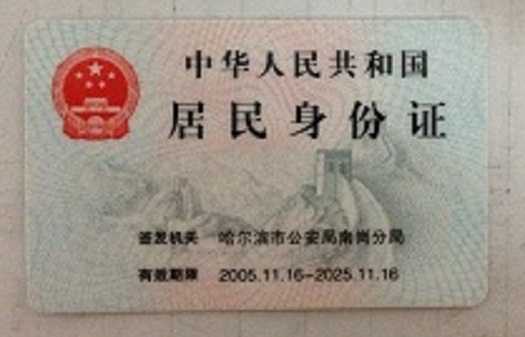 中华人民共和国
居民身份证
签发机关 哈尔滨市公安局南岗分局
有效期限 2005.11.16-2025.11.16